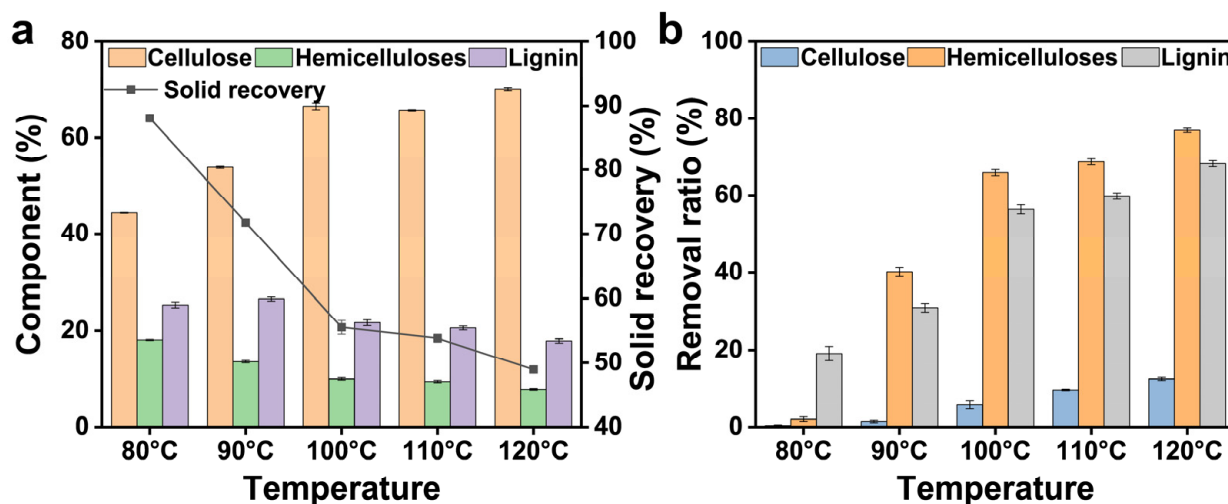 a
Cellulose Hemicelluloses Lignin
Solid recovery
Component (%)
80
60
40
20
0
Solid recovery (%)
100
90
80
70
60
50
40
80°C 90°C 100°C 110°C 120°C
Temperature
b
Cellulose Hemicelluloses Lignin
Removal ratio (%)
100
80
60
40
20
0
80°C 90°C 100°C 110°C 120°C
Temperature